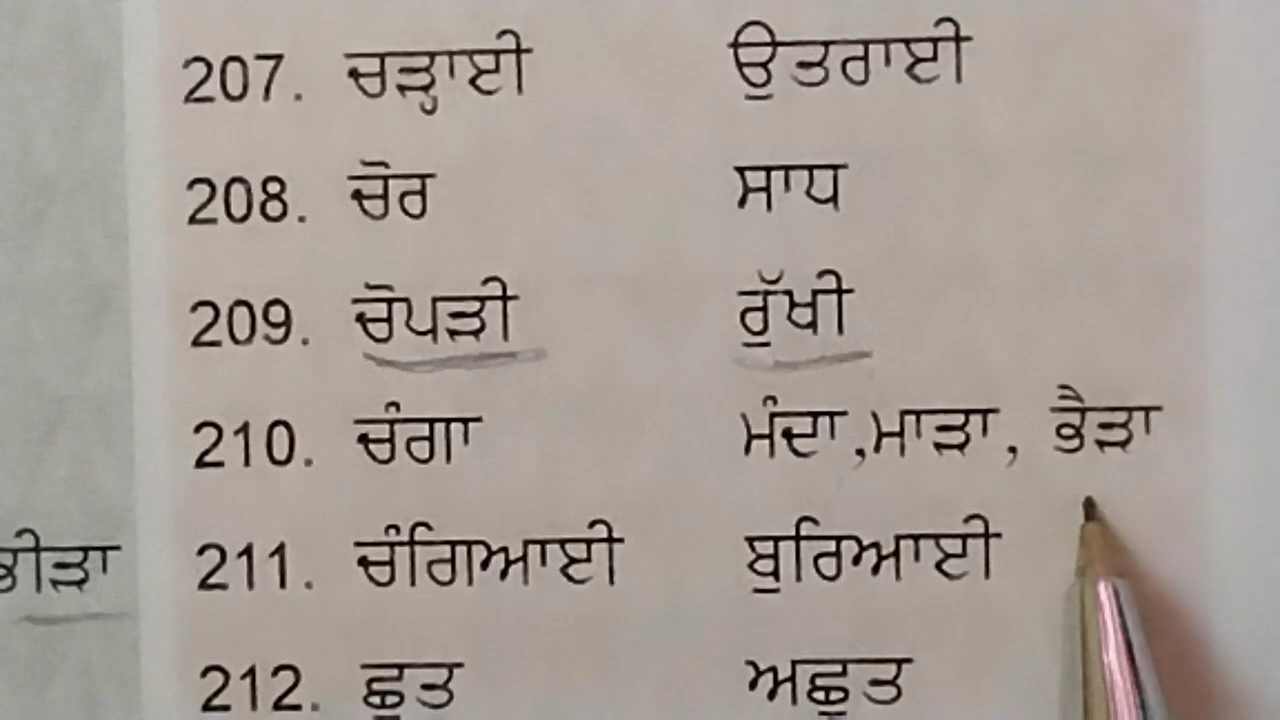 207. ਚੜ੍ਹਾਈ ਉਤਰਾਈ
208. ਚੋਰ ਸਾਧ
209. ਚੋਪੜੀ ਰੁੱਖੀ
210. ਚੰਗਾ ਮੰਦਾ ,ਮਾੜਾ, ਭੈੜਾ
ਭੀੜਾ 211. ਚੰਗਿਆਈ ਬੁਰਿਆਈ
212. ਛੂਤ ਅਛੂਤ